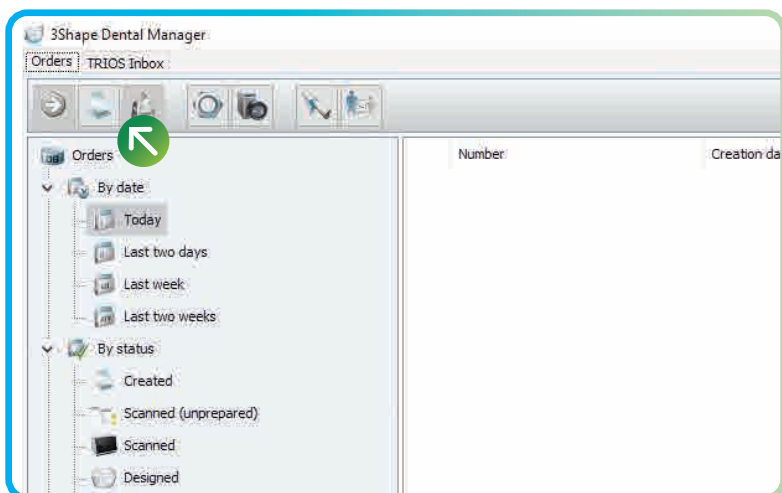 3Shape Dental Manager
Orders TRIOS Inbox
Orders
Number Creation da
By date
Today
Last two days
Last week
Last two weeks
By status
Created
Scanned (unprepared)
Scanned
Designed